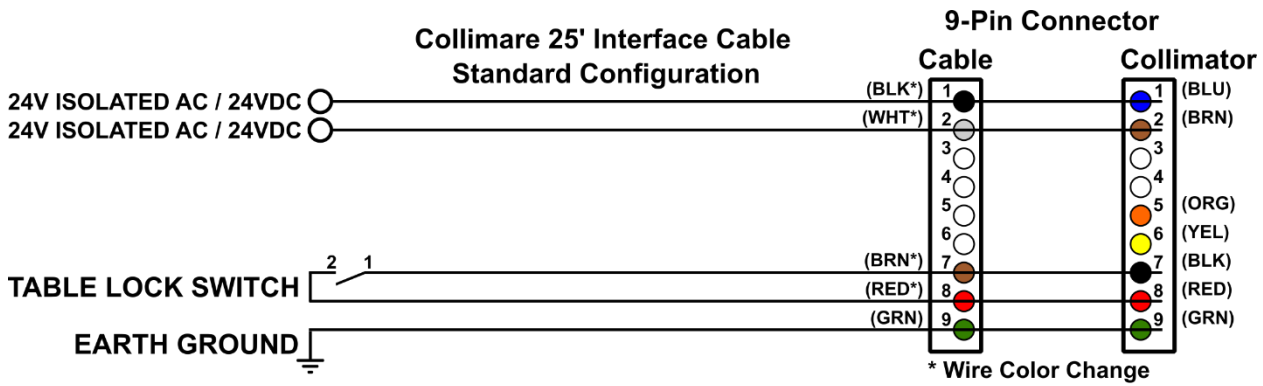 9-Pin Connector
Collimare 25' Interface Cable
Standard Configuration
Cable
Collimator
24V ISOLATED AC / 24VDC
(BLK*) 1
1 (BLU)
24V ISOLATED AC / 24VDC
(WHT*) 2
2 (BRN)
3
3
4
4
5
5 (ORG)
6
6 (YEL)
2 1
(BRN*) 7
7 (BLK)
TABLE LOCK SWITCH
(RED*) 8
8 (RED)
(GRN) 9
9 (GRN)
EARTH GROUND
* Wire Color Change